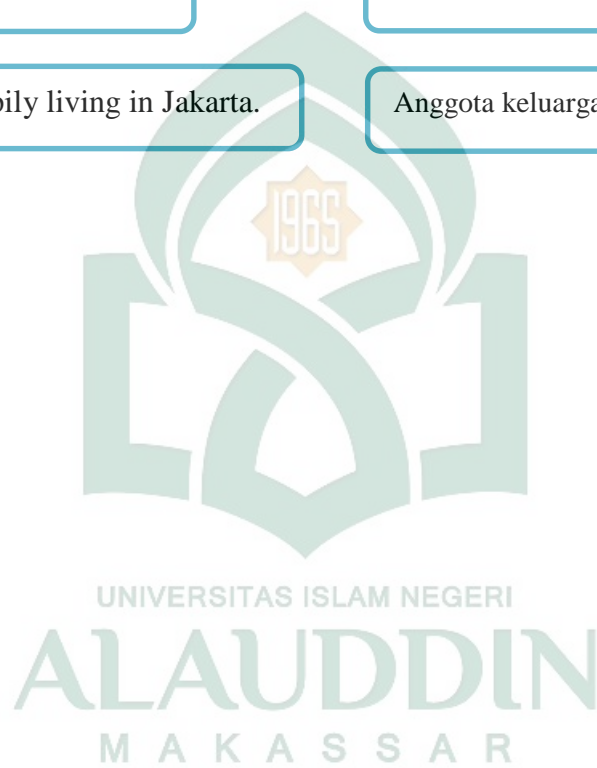 living in Jakarta.
Anggota keluarga
1965
UNIVERSITAS ISLAM NEGERI
ALAUDDIN
MAKASSAR